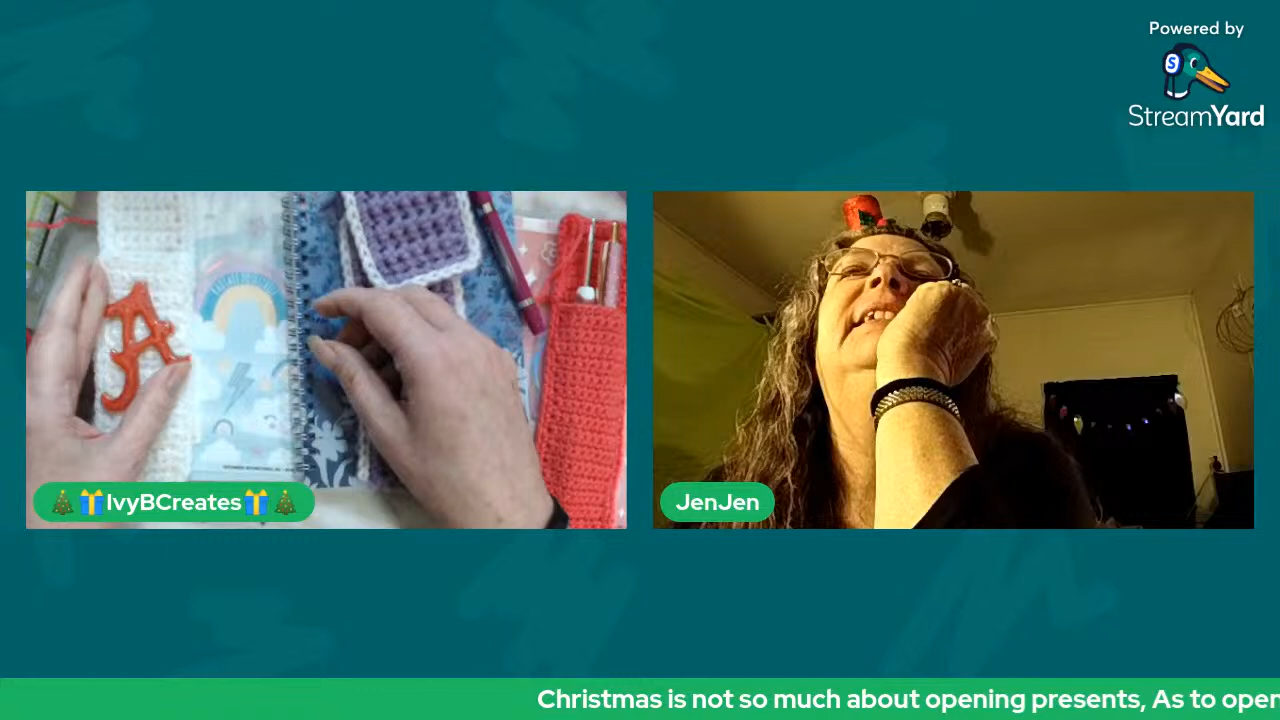 Powered by
S
StreamYard
A
🎄🎁IvyBCreates🎁🎄
JenJen
Christmas is not so much about opening presents, As to oper